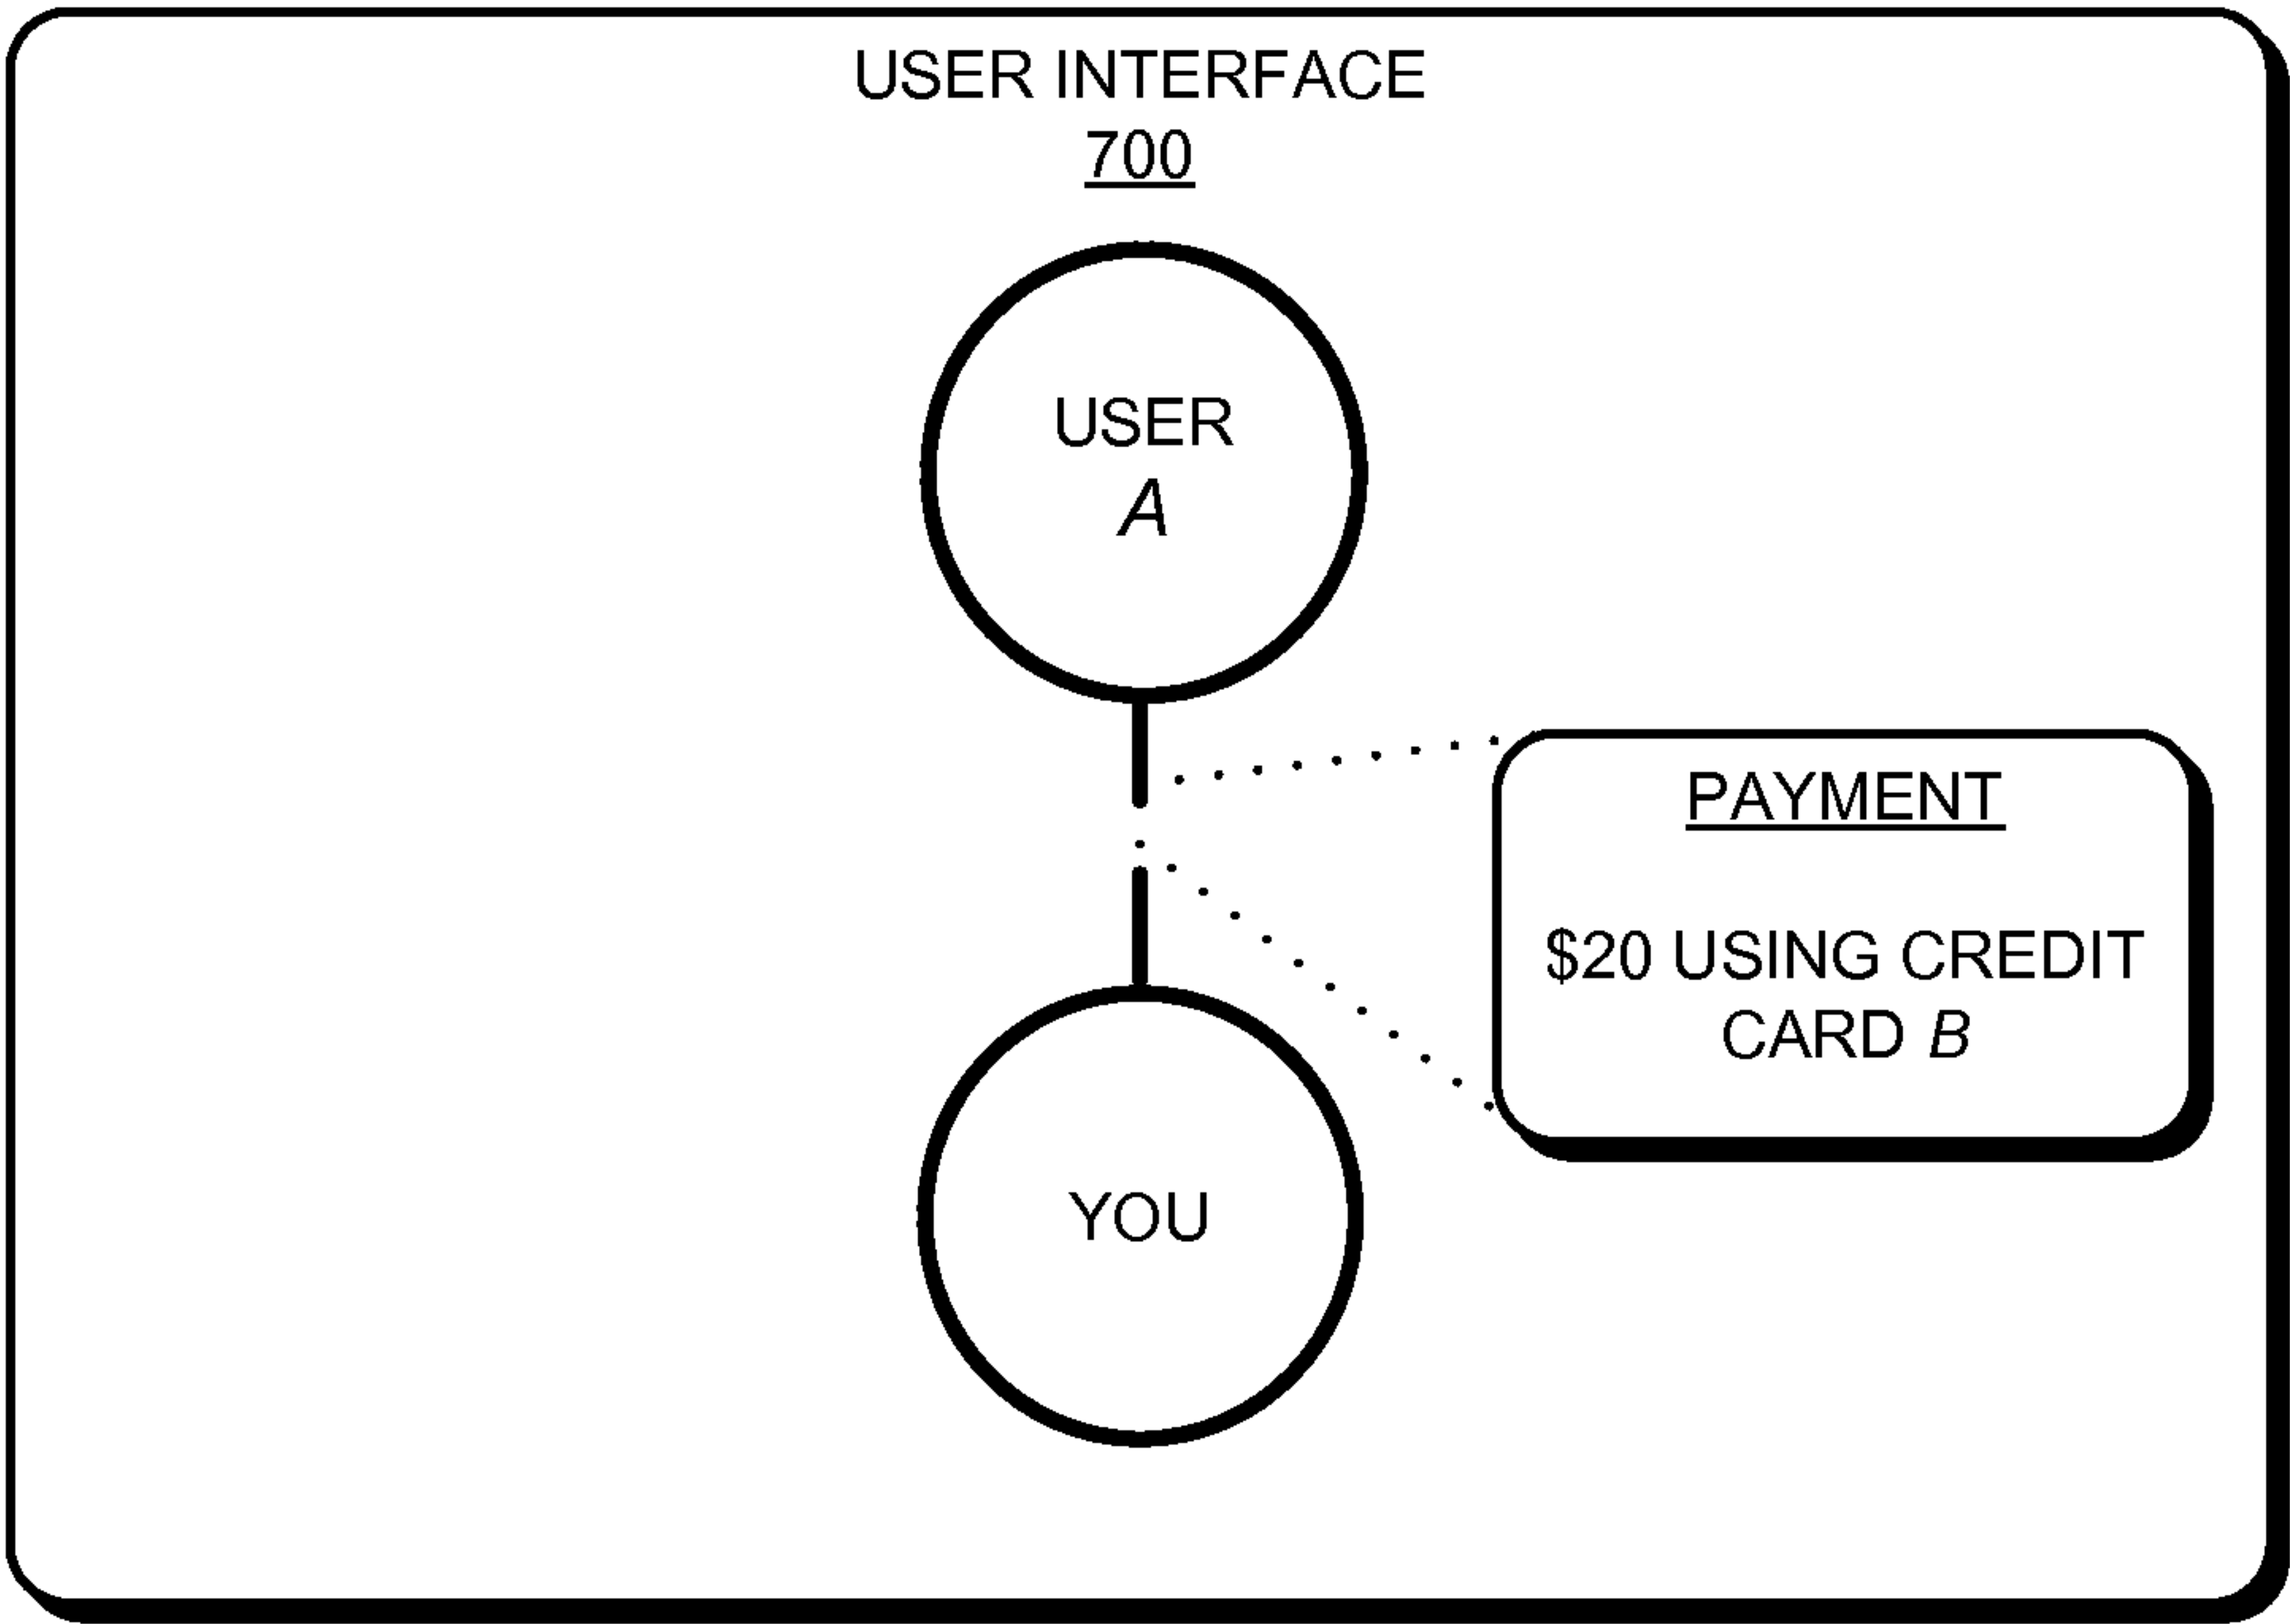 USER INTERFACE
700
USER
A
PAYMENT
$20 USING CREDIT
CARD B
YOU